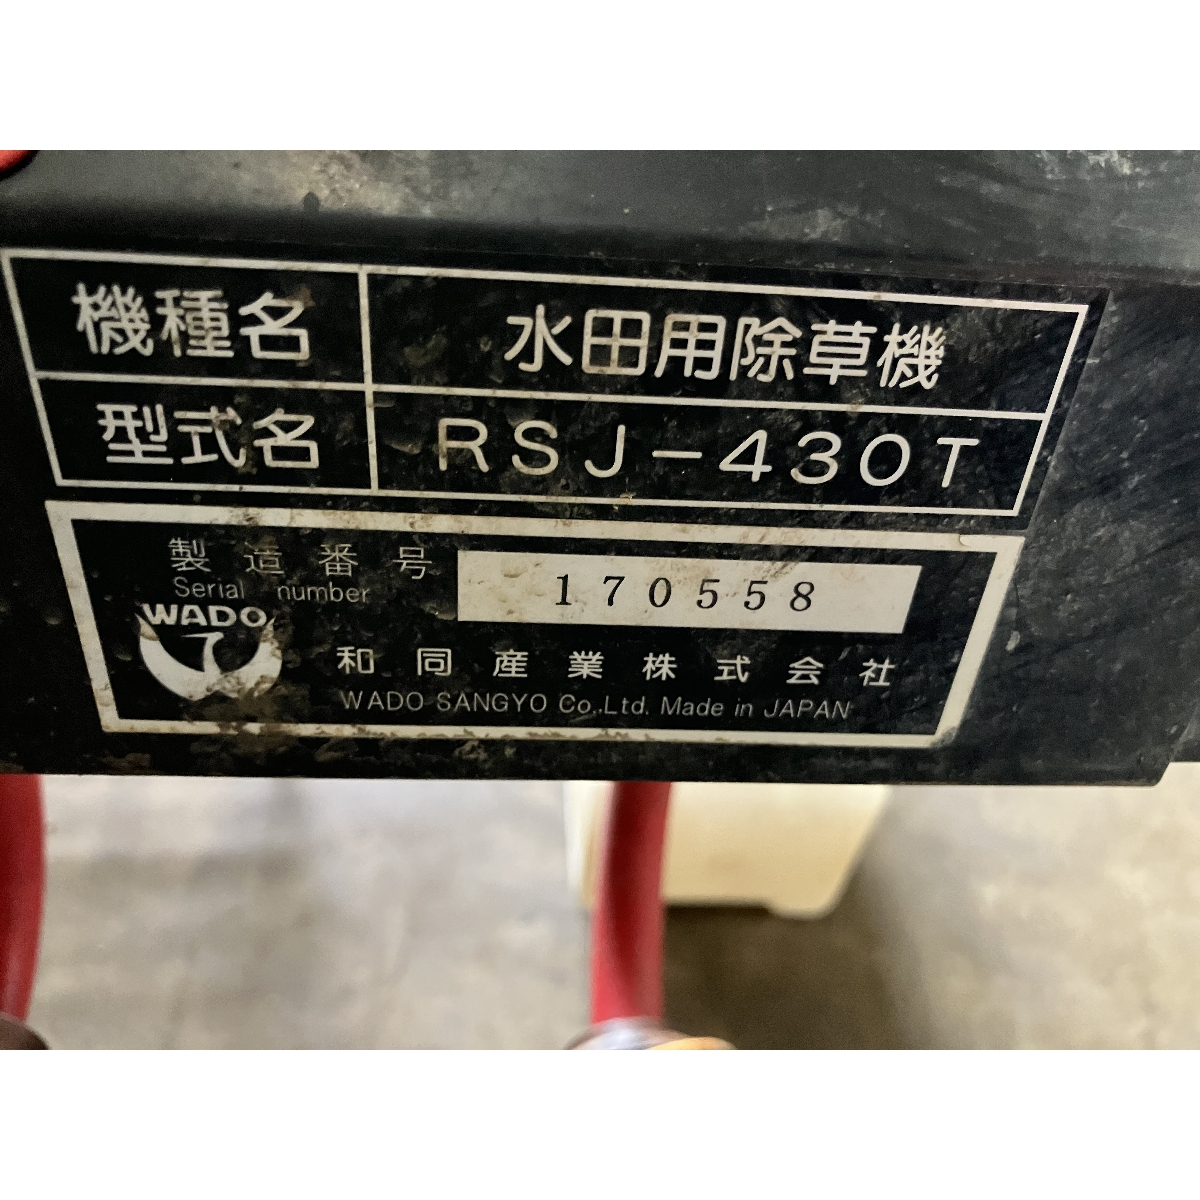 機種名 水田用除草機
型式名 RSJ-430T
製造番号 170558
Serial number
WADO
和同産業株式会社
WADO SANGYO Co.,Ltd. Made in JAPAN